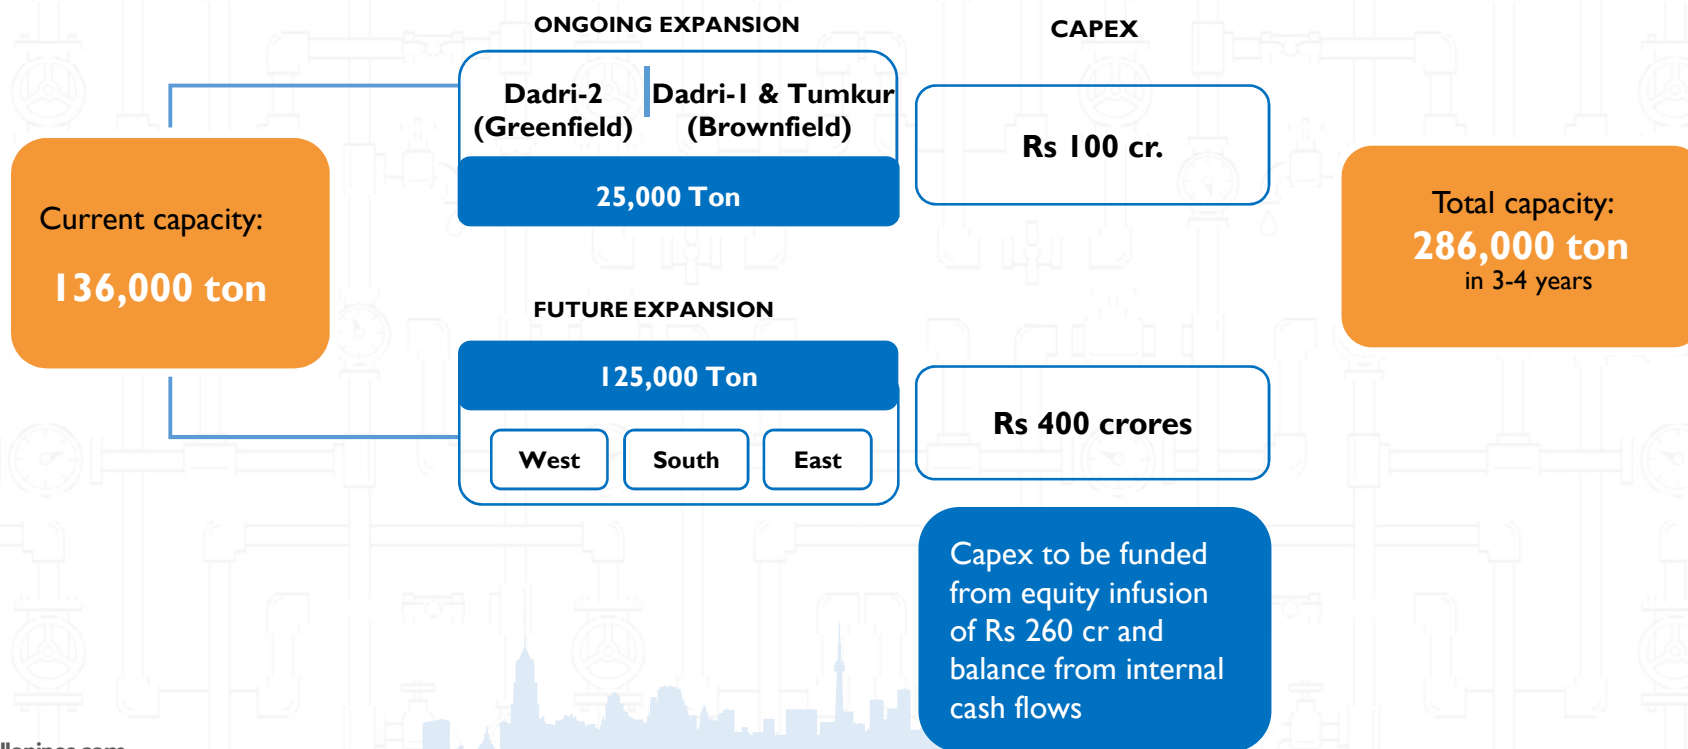 ONGOING EXPANSION
CAPEX
Dadri-2
(Greenfield)
Dadri-1 & Tumkur
(Brownfield)
25,000 Ton
Rs 100 cr.
Current capacity:
136,000 ton
Total capacity:
286,000 ton
in 3-4 years
FUTURE EXPANSION
125,000 Ton
West
South
East
Rs 400 crores
Capex to be funded
from equity infusion
of Rs 260 cr and
balance from internal
cash flows